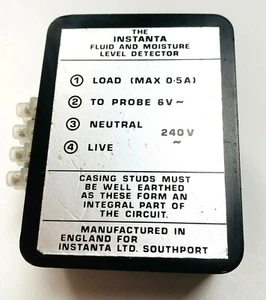 THE
INSTANTA
FLUID AND MOISTURE
LEVEL DETECTOR
① LOAD (MAX 0·5A)
② TO PROBE 6V ~
③ NEUTRAL
240V ~
④ LIVE
CASING STUDS MUST
BE WELL EARTHED
AS THESE FORM AN
INTEGRAL PART OF
THE CIRCUIT.
MANUFACTURED IN
ENGLAND FOR
INSTANTA LTD. SOUTHPORT